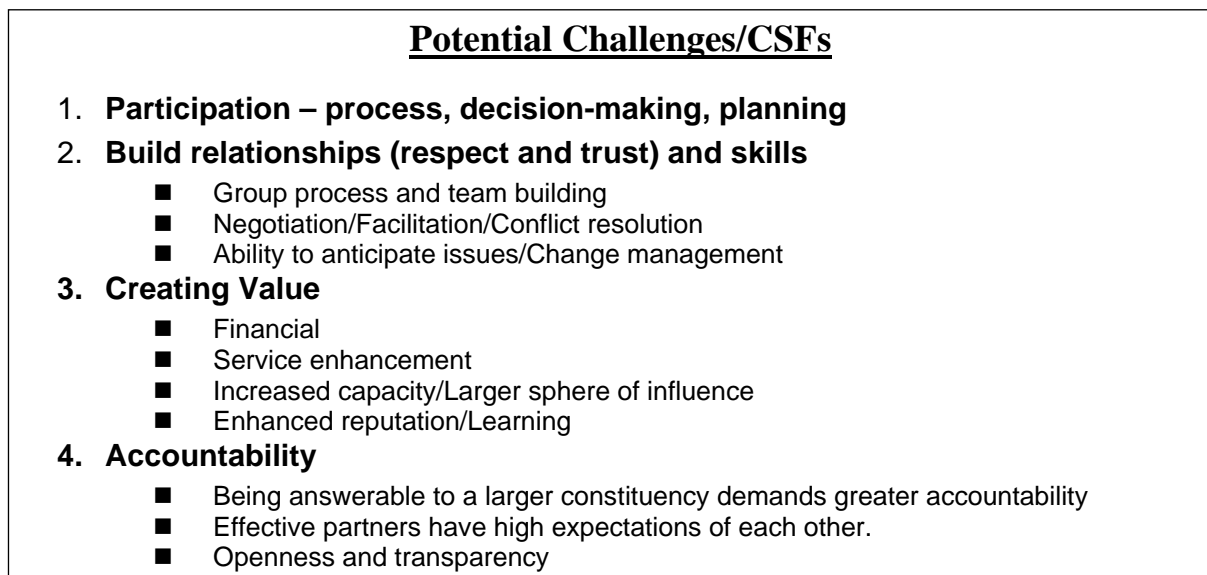 Potential Challenges/CSFs
1. Participation – process, decision-making, planning
2. Build relationships (respect and trust) and skills
■ Group process and team building
■ Negotiation/Facilitation/Conflict resolution
■ Ability to anticipate issues/Change management
3. Creating Value
■ Financial
■ Service enhancement
■ Increased capacity/Larger sphere of influence
■ Enhanced reputation/Learning
4. Accountability
■ Being answerable to a larger constituency demands greater accountability
■ Effective partners have high expectations of each other.
■ Openness and transparency